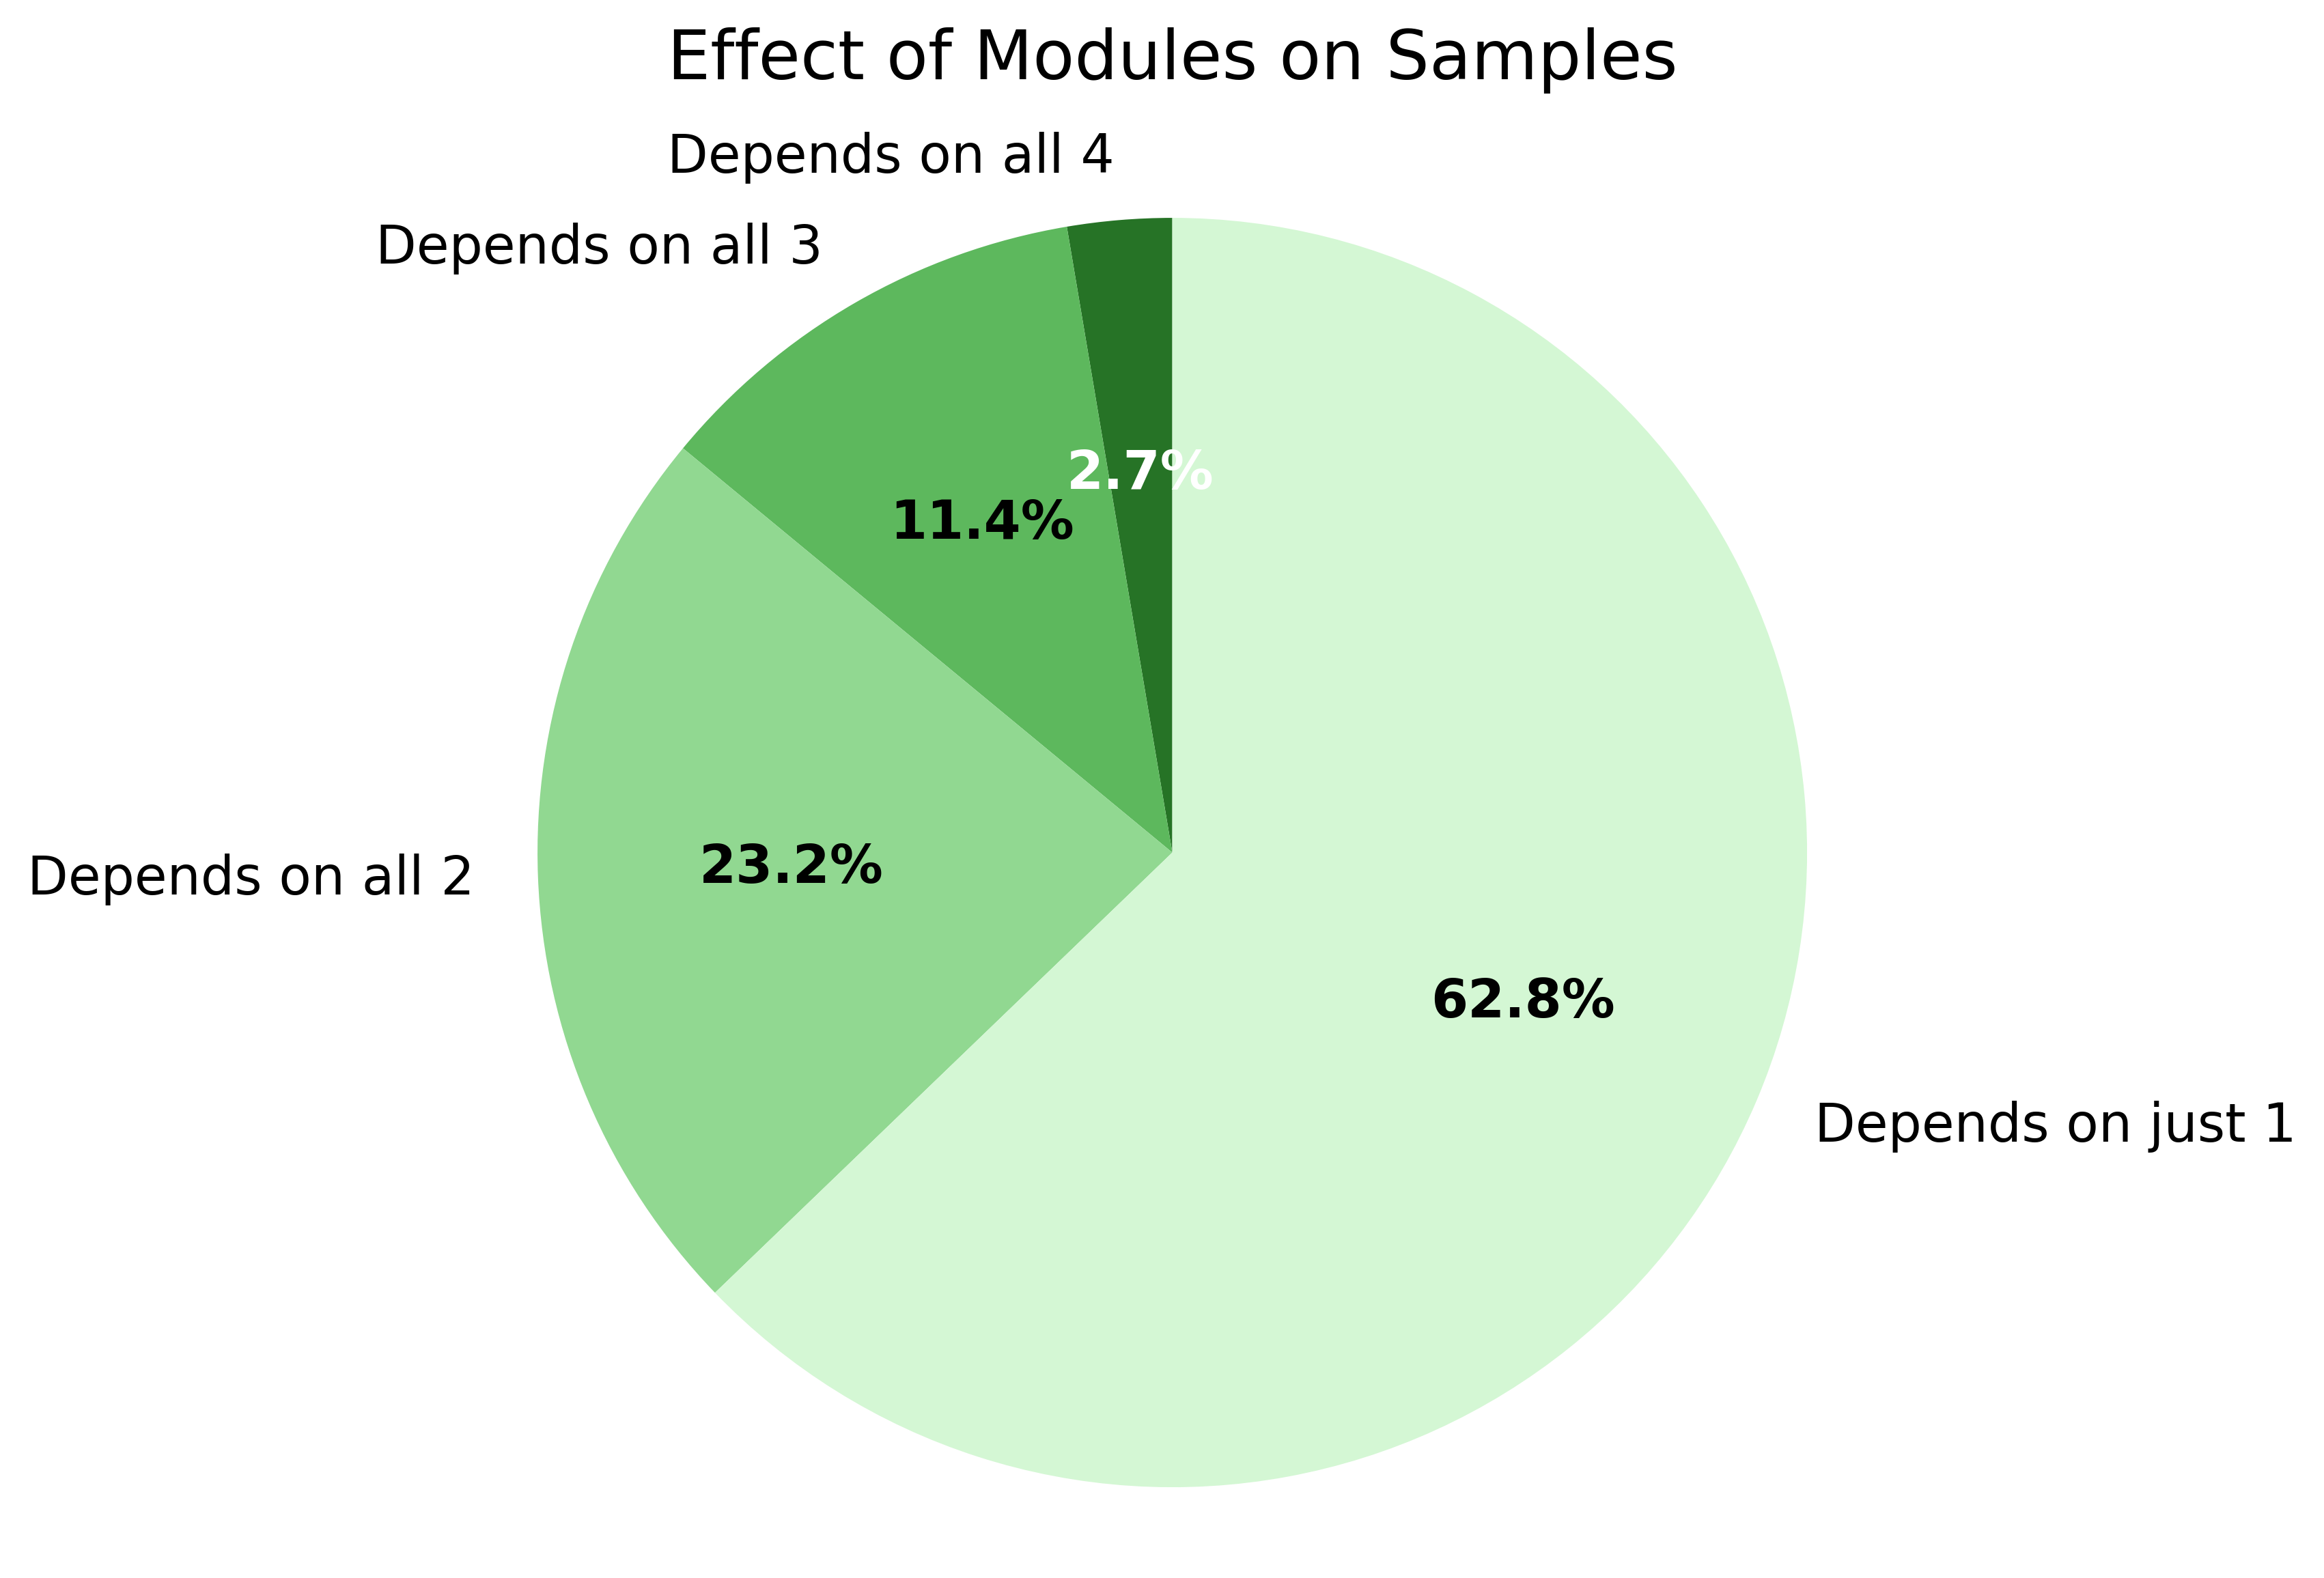 Effect of Modules on Samples
Depends on all 4
Depends on all 3
2.7%
11.4%
Depends on all 2
23.2%
62.8%
Depends on just 1